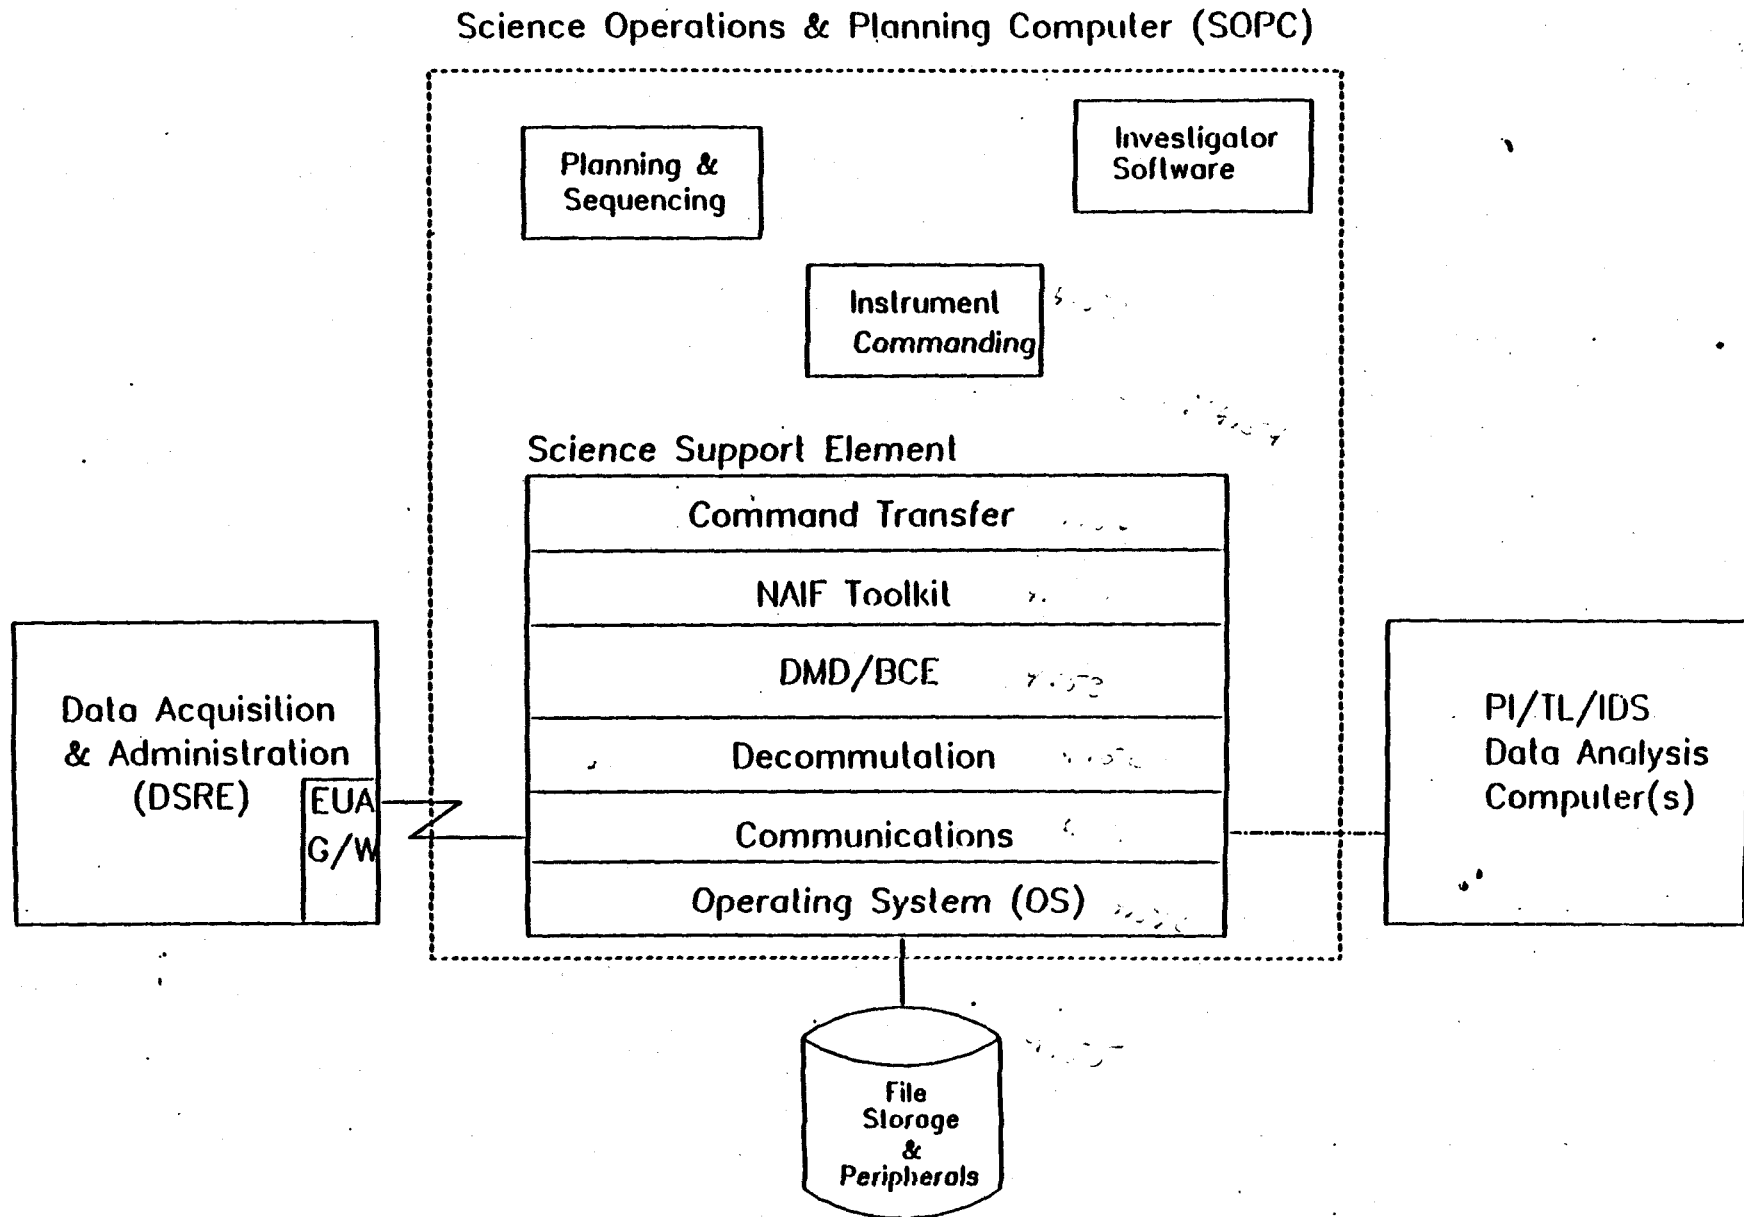 Science Operations & Planning Computer (SOPC)
Planning &
Sequencing
Investigator
Software
Instrument
Commanding
Science Support Element
Command Transfer
NAIF Toolkit
DMD/BCE
Decommutation
Communications
Operating System (OS)
Data Acquisition
& Administration
(DSRE)
EUA
G/W
PI/TL/IDS
Data Analysis
Computer(s)
File
Storage
&
Peripherals